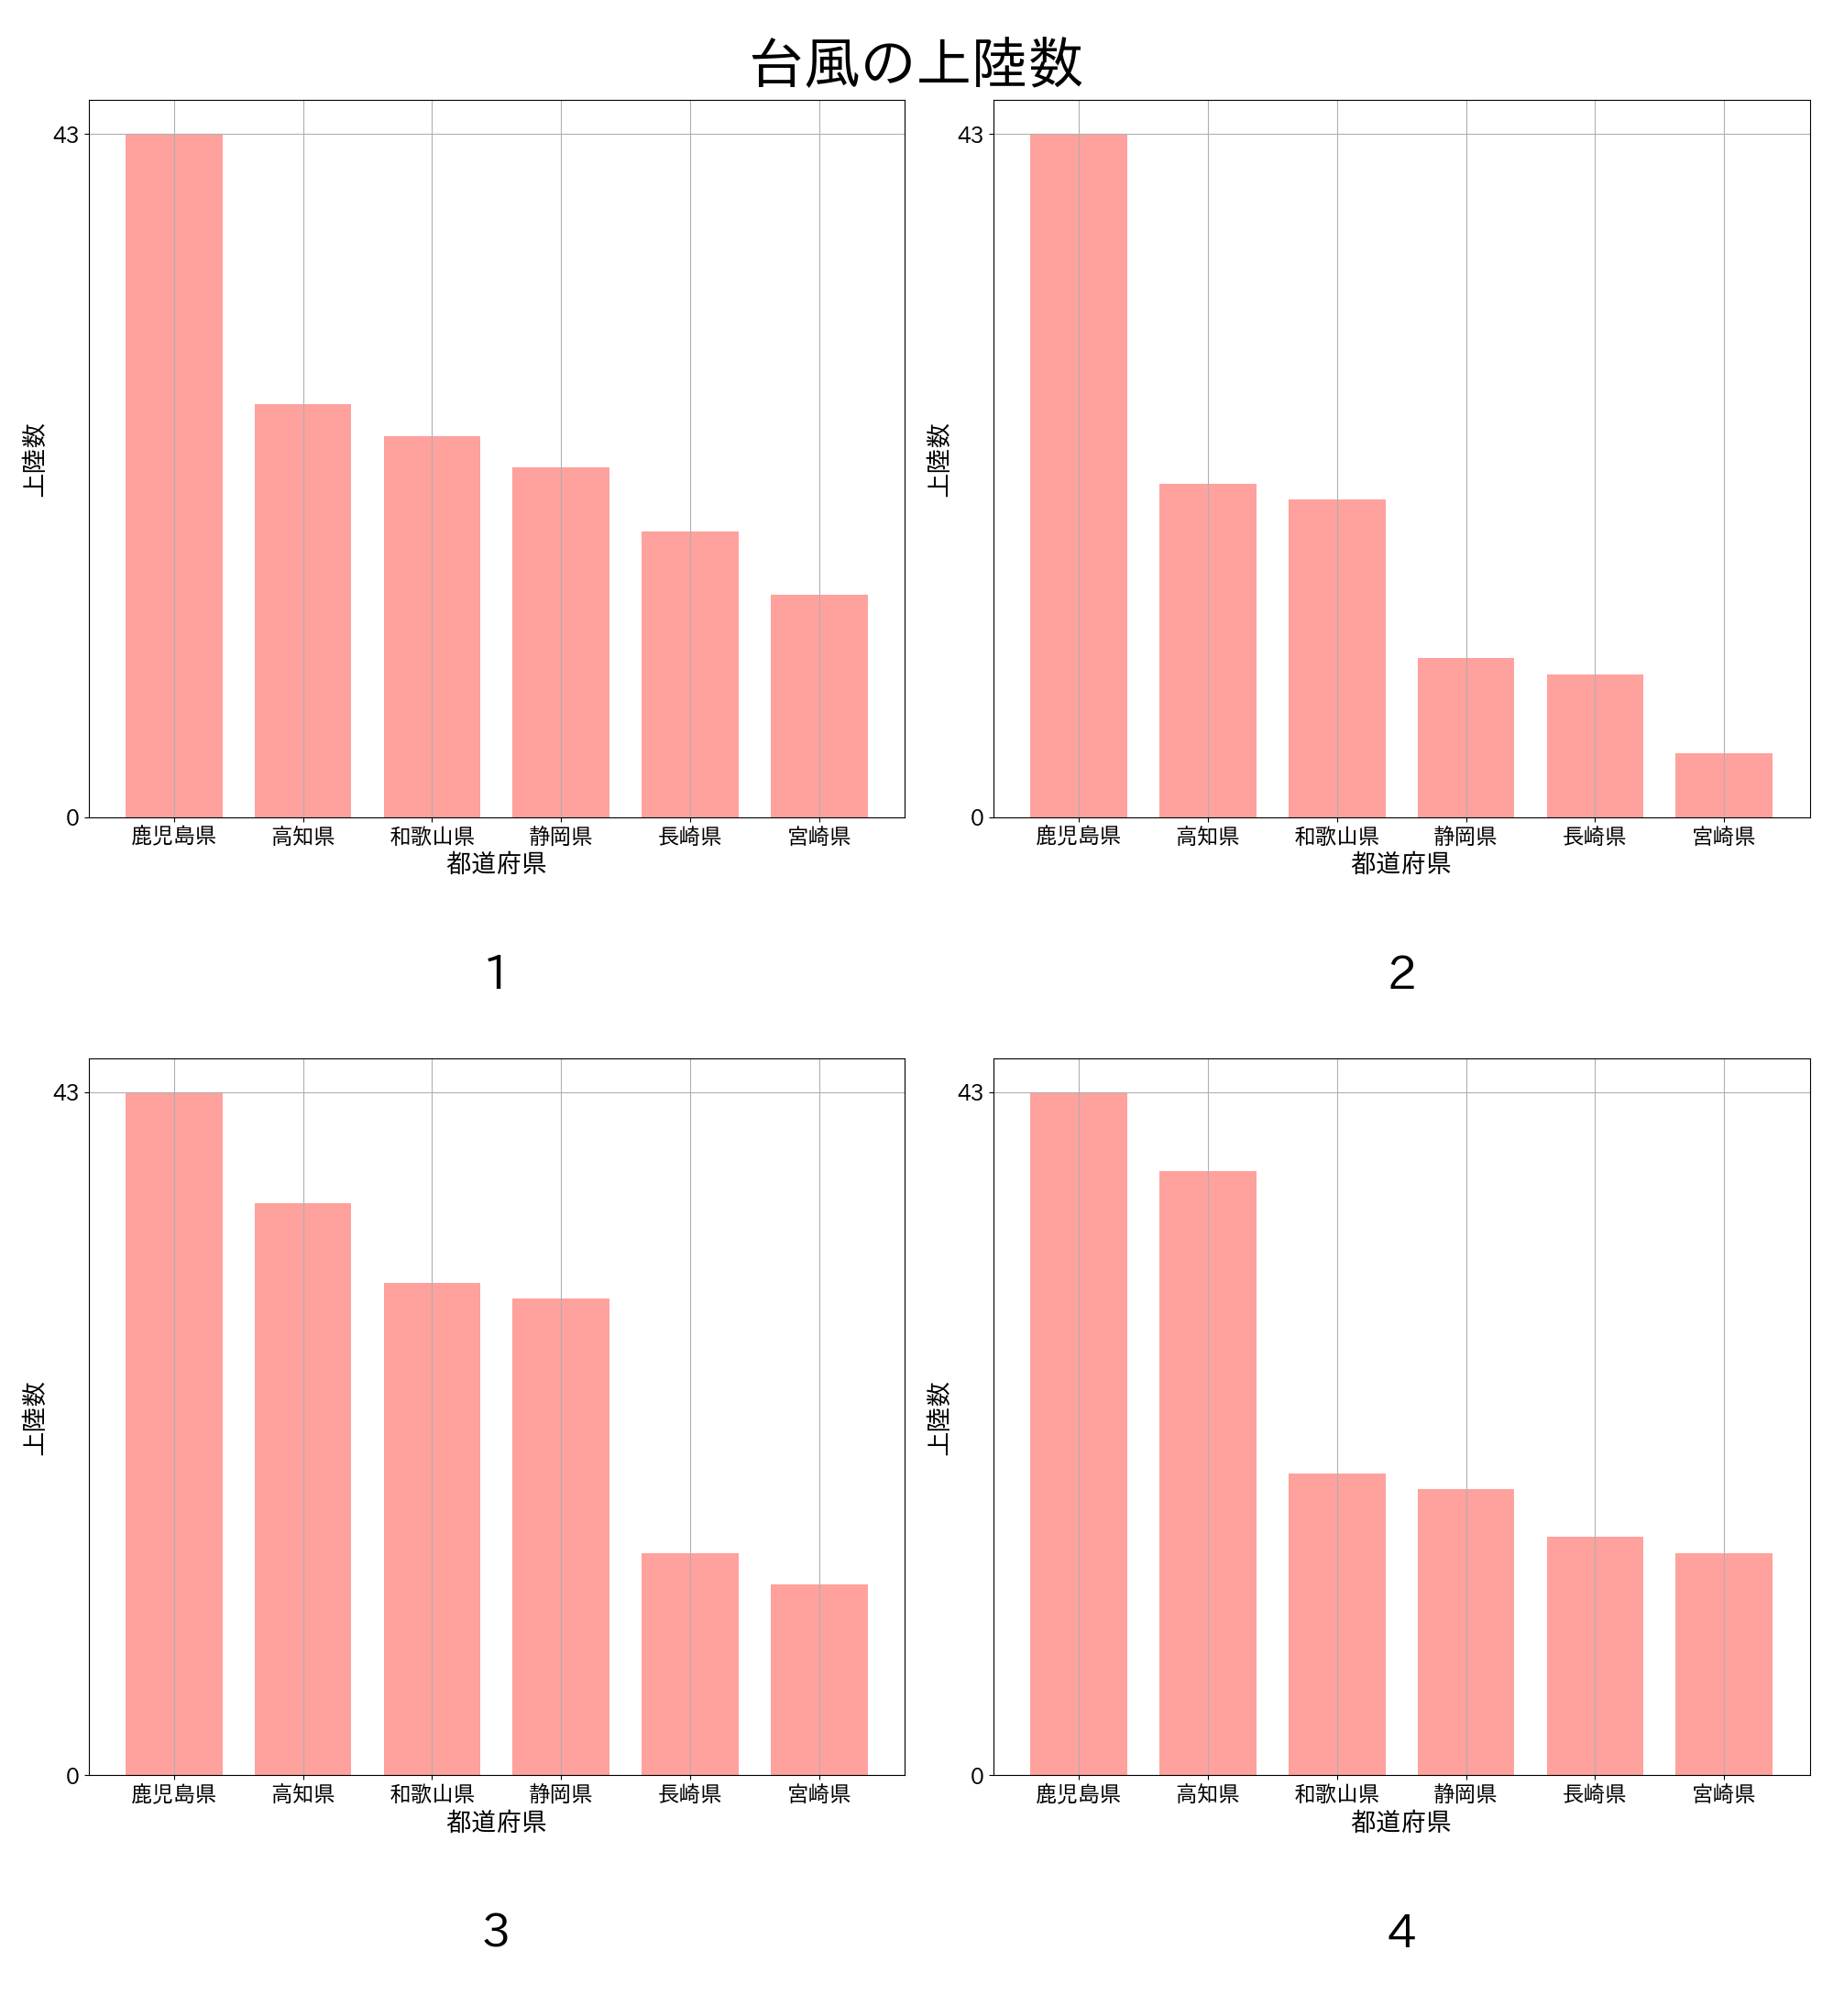 台風の上陸数
43
0
上陸数
鹿児島県 高知県 和歌山県 静岡県 長崎県 宮崎県
都道府県
1
43
0
上陸数
鹿児島県 高知県 和歌山県 静岡県 長崎県 宮崎県
都道府県
2
43
0
上陸数
鹿児島県 高知県 和歌山県 静岡県 長崎県 宮崎県
都道府県
3
43
0
上陸数
鹿児島県 高知県 和歌山県 静岡県 長崎県 宮崎県
都道府県
4